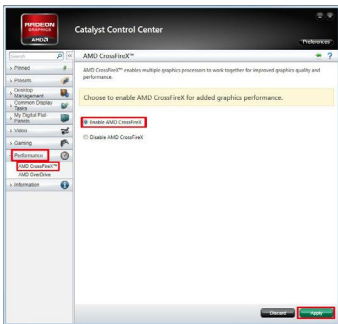 RADEON
GRAPHICS
AMD
Catalyst Control Center
Preferences
Search
AMD CrossFireX™
?
Pinned
Presets
Desktop
Management
Common Display
Tasks
My Digital Flat-
Panels
Video
Gaming
Performance
AMD CrossFireX™
AMD OverDrive
Information
AMD CrossFireX™ enables multiple graphics processors to work together for improved graphics quality and
performance.
Choose to enable AMD CrossFireX for added graphics performance.
Enable AMD CrossFireX
Disable AMD CrossFireX
Discard
Apply